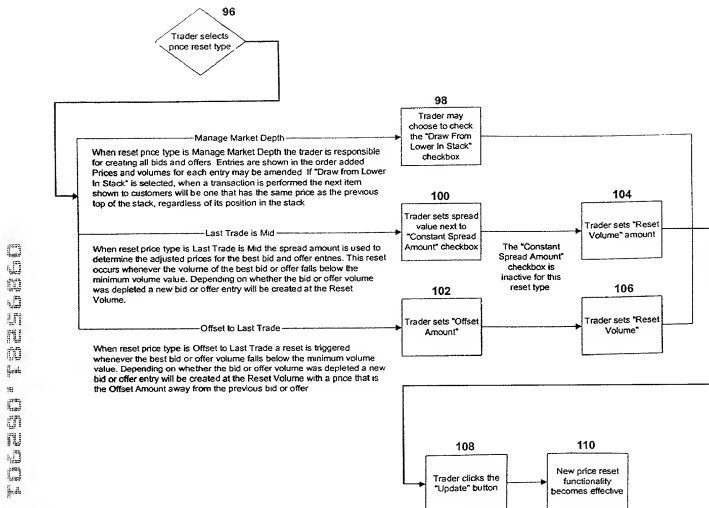 96
Trader selects
pnce reset type
98
Trader may
choose to check
the "Draw From
Lower In Stack"
checkbox
Manage Market Depth
When reset pnce type is Manage Market Depth the trader is responsible
for creating all bids and offers Entries are shown in the order added
Prices and volumes for each entry may be amended If "Draw from Lower
In Stack" is selected, when a transaction is performed the next item
shown to customers will be one that has the same price as the previous
top of the stack, regardless of its position in the stack
100
Trader sets spread
value next to
"Constant Spread
Amount" checkbox
104
Trader sets "Reset
Volume" amount
Last Trade is Mid
When reset price type is Last Trade is Mid the spread amount is used to
determine the adjusted prices for the best bid and offer entries. This reset
occurs whenever the volume of the best bid or offer falls below the
minimum volume value. Depending on whether the bid or offer volume
was depleted a new bid or offer entry will be created at the Reset
Volume.
The "Constant
Spread Amount"
checkbox is
inactive for this
reset type
102
Trader sets "Offset
Amount"
106
Trader sets "Reset
Volume"
Offset to Last Trade
When reset price type is Offset to Last Trade a reset is triggered
whenever the best bid or offer volume falls below the minimum volume
value. Depending on whether the bid or offer volume was depleted a new
bid or offer entry will be created at the Reset Volume with a pnce that is
the Offset Amount away from the previous bid or offer
108
Trader clicks the
"Update" button
110
New price reset
functionality
becomes effective